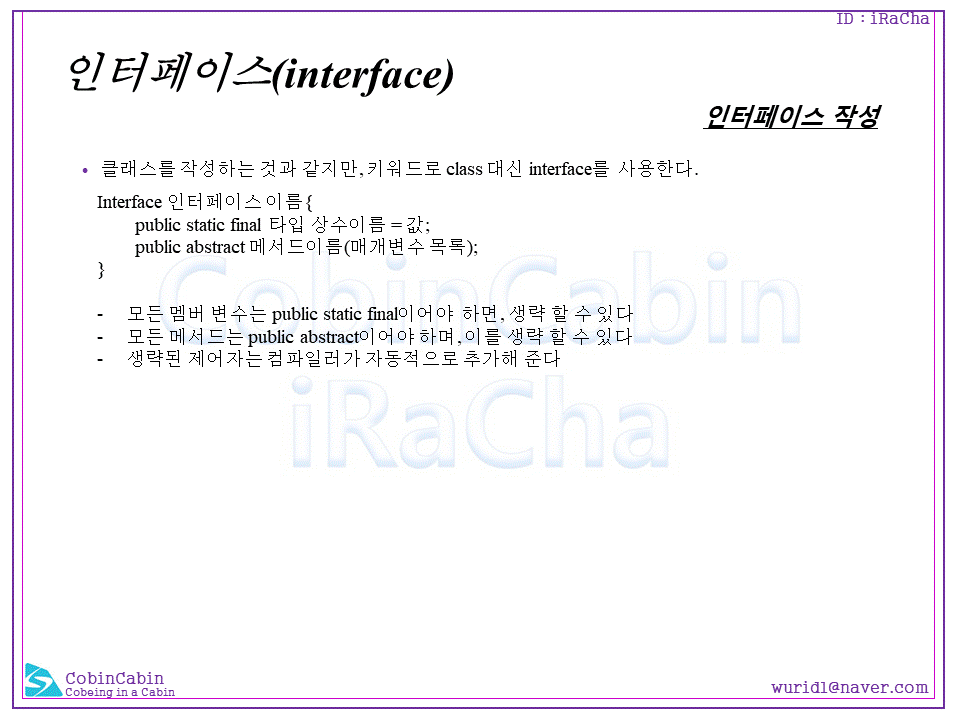 ID : iRaCha
인터페이스(interface)
인터페이스 작성
• 클래스를 작성하는 것과 같지만, 키워드로 class 대신 interface를 사용한다.
Interface 인터페이스 이름{
public static final 타입 상수이름 = 값;
public abstract 메서드이름(매개변수 목록);
}
- 모든 멤버 변수는 public static final이어야 하면, 생략 할 수 있다
- 모든 메서드는 public abstract이어야 하며, 이를 생략 할 수 있다
- 생략된 제어자는 컴파일러가 자동적으로 추가해 준다
CobinCabin
iRaCha
CobinCabin
Cobeing in a Cabin
wurid1@naver.com